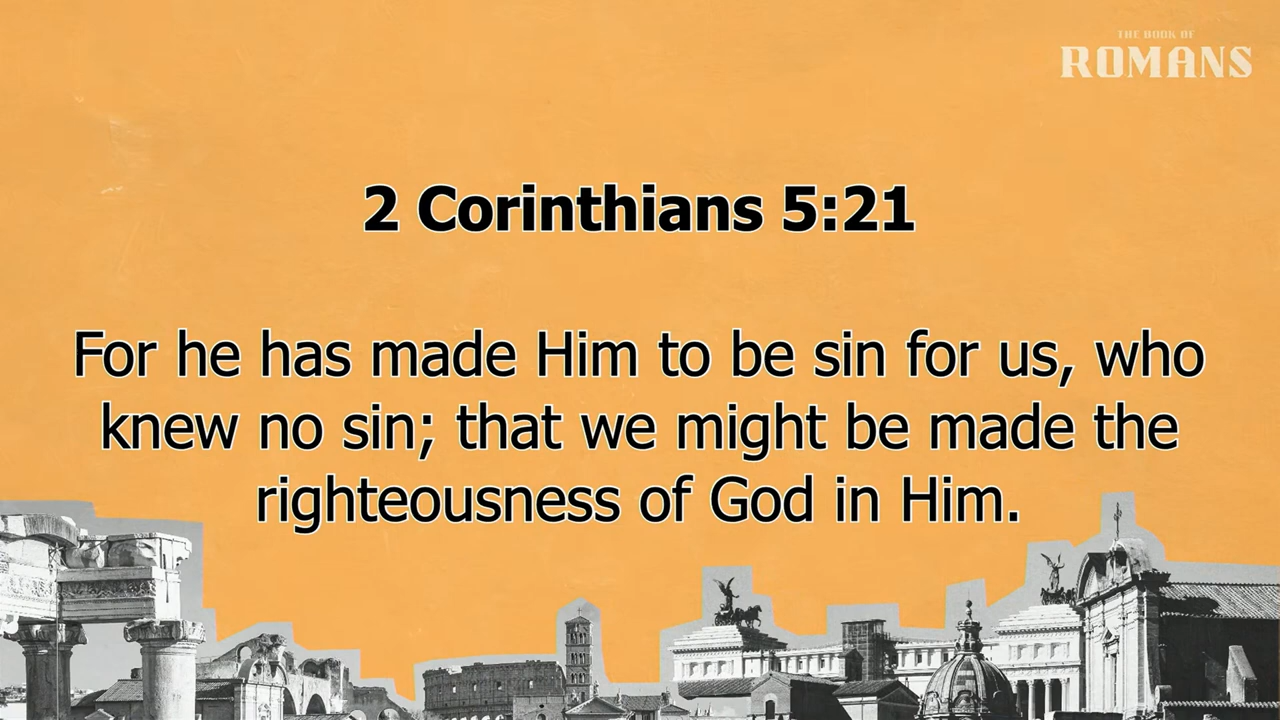 THE BOOK OF
ROMANS
2 Corinthians 5:21
For he has made Him to be sin for us, who
knew no sin; that we might be made the
righteousness of God in Him.